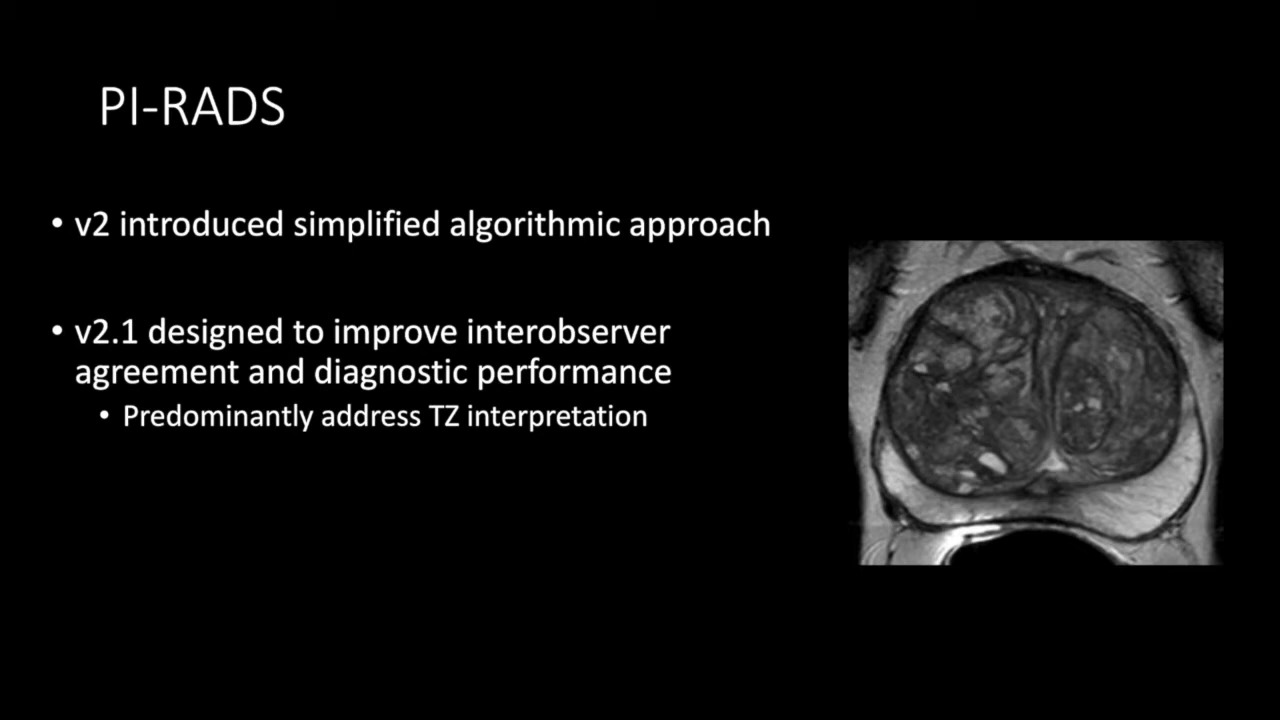 PI-RADS
• v2 introduced simplified algorithmic approach
• v2.1 designed to improve interobserver
agreement and diagnostic performance
• Predominantly address TZ interpretation